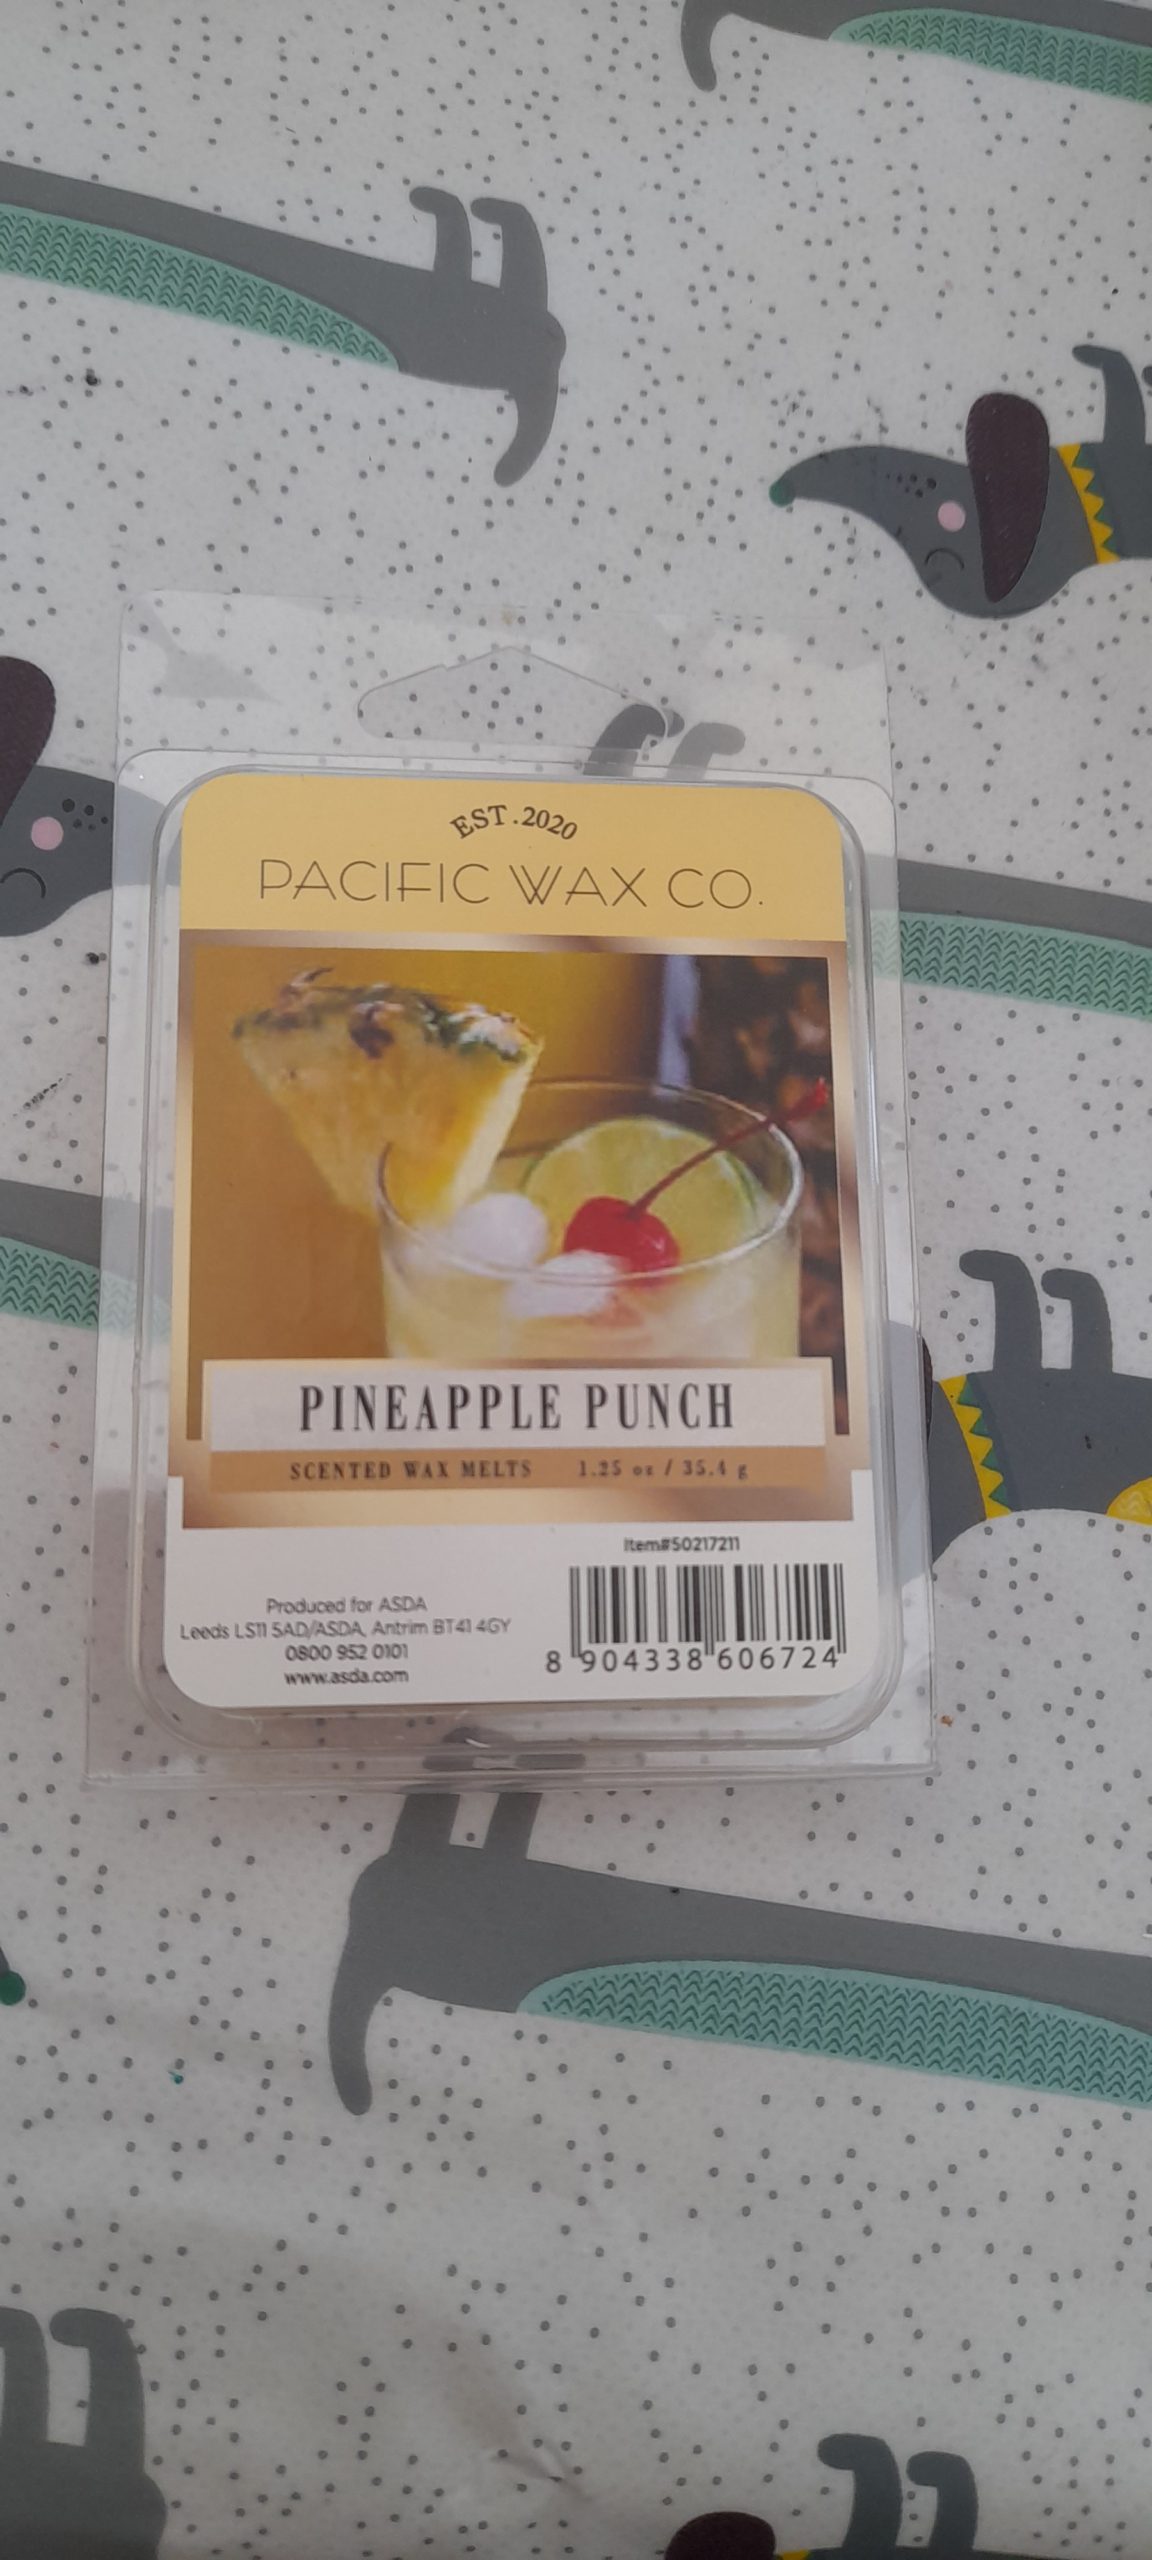 EST.2020
PACIFIC WAX CO.
PINEAPPLE PUNCH
SCENTED WAX MELTS 1.25 oz / 35.4 g
Item#50217211
Produced for ASDA
Leeds LS11 5AD/ASDA, Antrim BT41 4GY
0800 952 0101
www.asda.com
8 904338 606724